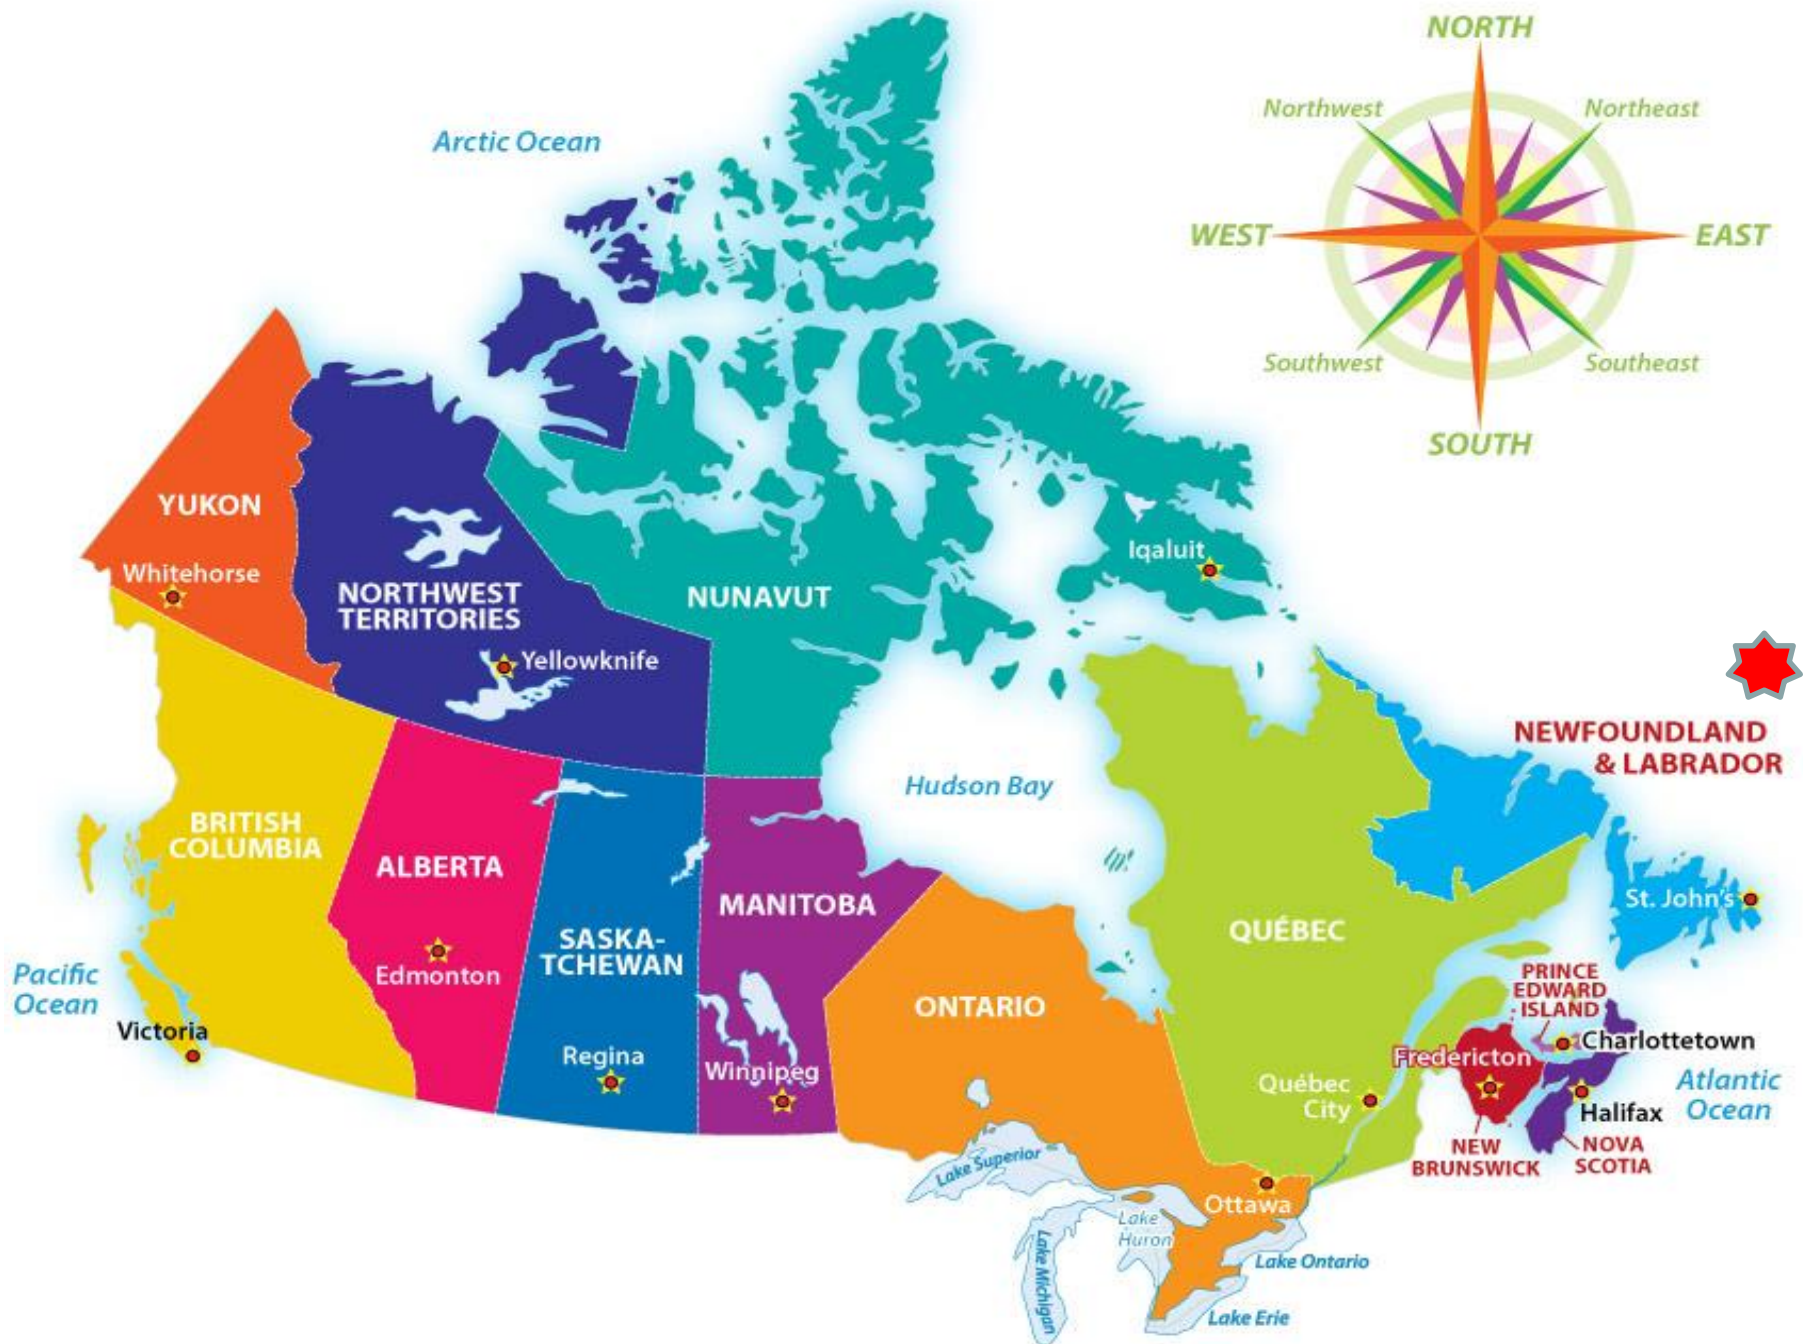 NORTH
Northwest
Northeast
WEST
EAST
Southwest
Southeast
SOUTH
Arctic Ocean
YUKON
Whitehorse
NORTHWEST
TERRITORIES
Yellowknife
NUNAVUT
Iqaluit
NEWFOUNDLAND
& LABRADOR
Hudson Bay
BRITISH
COLUMBIA
ALBERTA
Edmonton
SASKA-
TCHEWAN
Regina
MANITOBA
Winnipeg
ONTARIO
QUÉBEC
St. John's
Pacific
Ocean
Victoria
PRINCE
EDWARD
ISLAND
Charlottetown
Fredericton
Québec
City
Halifax
Atlantic
Ocean
NEW
BRUNSWICK
NOVA
SCOTIA
Ottawa
Lake Superior
Lake
Huron
Lake Michigan
Lake Ontario
Lake Erie